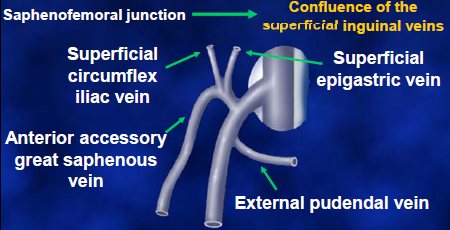 Saphenofemoral junction
Confluence of the
superficial inguinal veins
Superficial
circumflex
iliac vein
Superficial
epigastric vein
Anterior accessory
great saphenous
vein
External pudendal vein